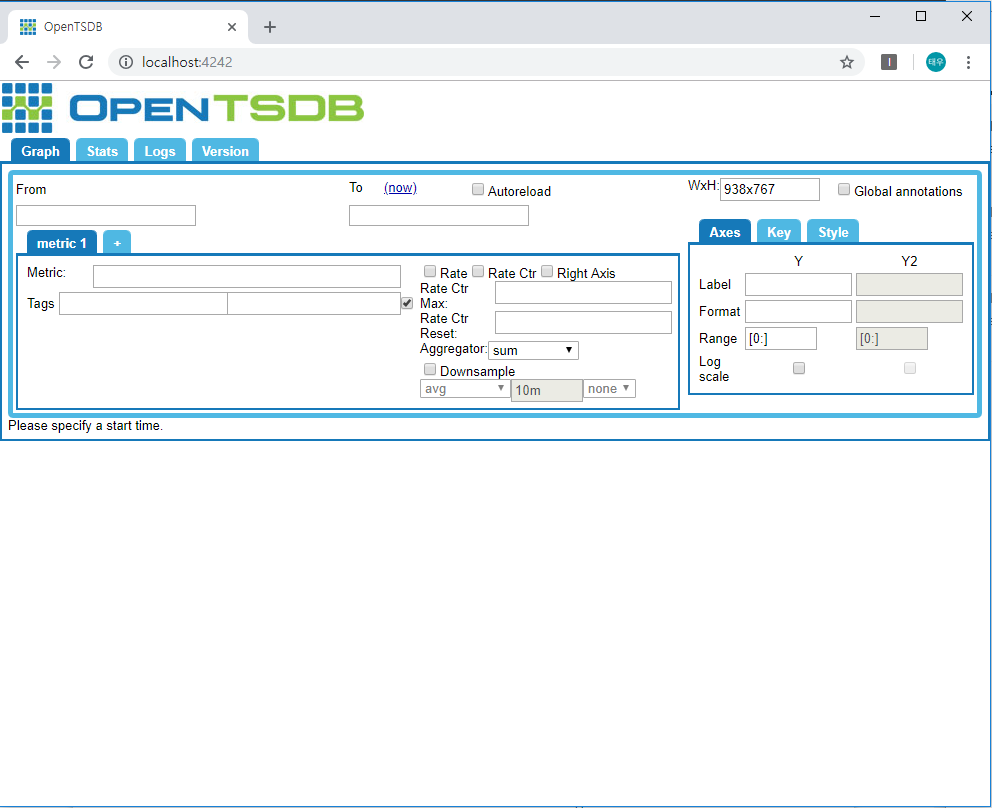 OpenTSDB
localhost:4242
I
태우
OPENTSDB
Graph Stats Logs Version
From To (now) Autoreload WxH: 938x767 Global annotations
metric 1 +
Axes Key Style
Metric: Rate Rate Ctr Right Axis
Y Y2
Rate Ctr Max:
Label
Tags
Rate Ctr Reset:
Format
Aggregator: sum
Range [0:] [0:]
Downsample
Log scale
avg 10m none
Please specify a start time.